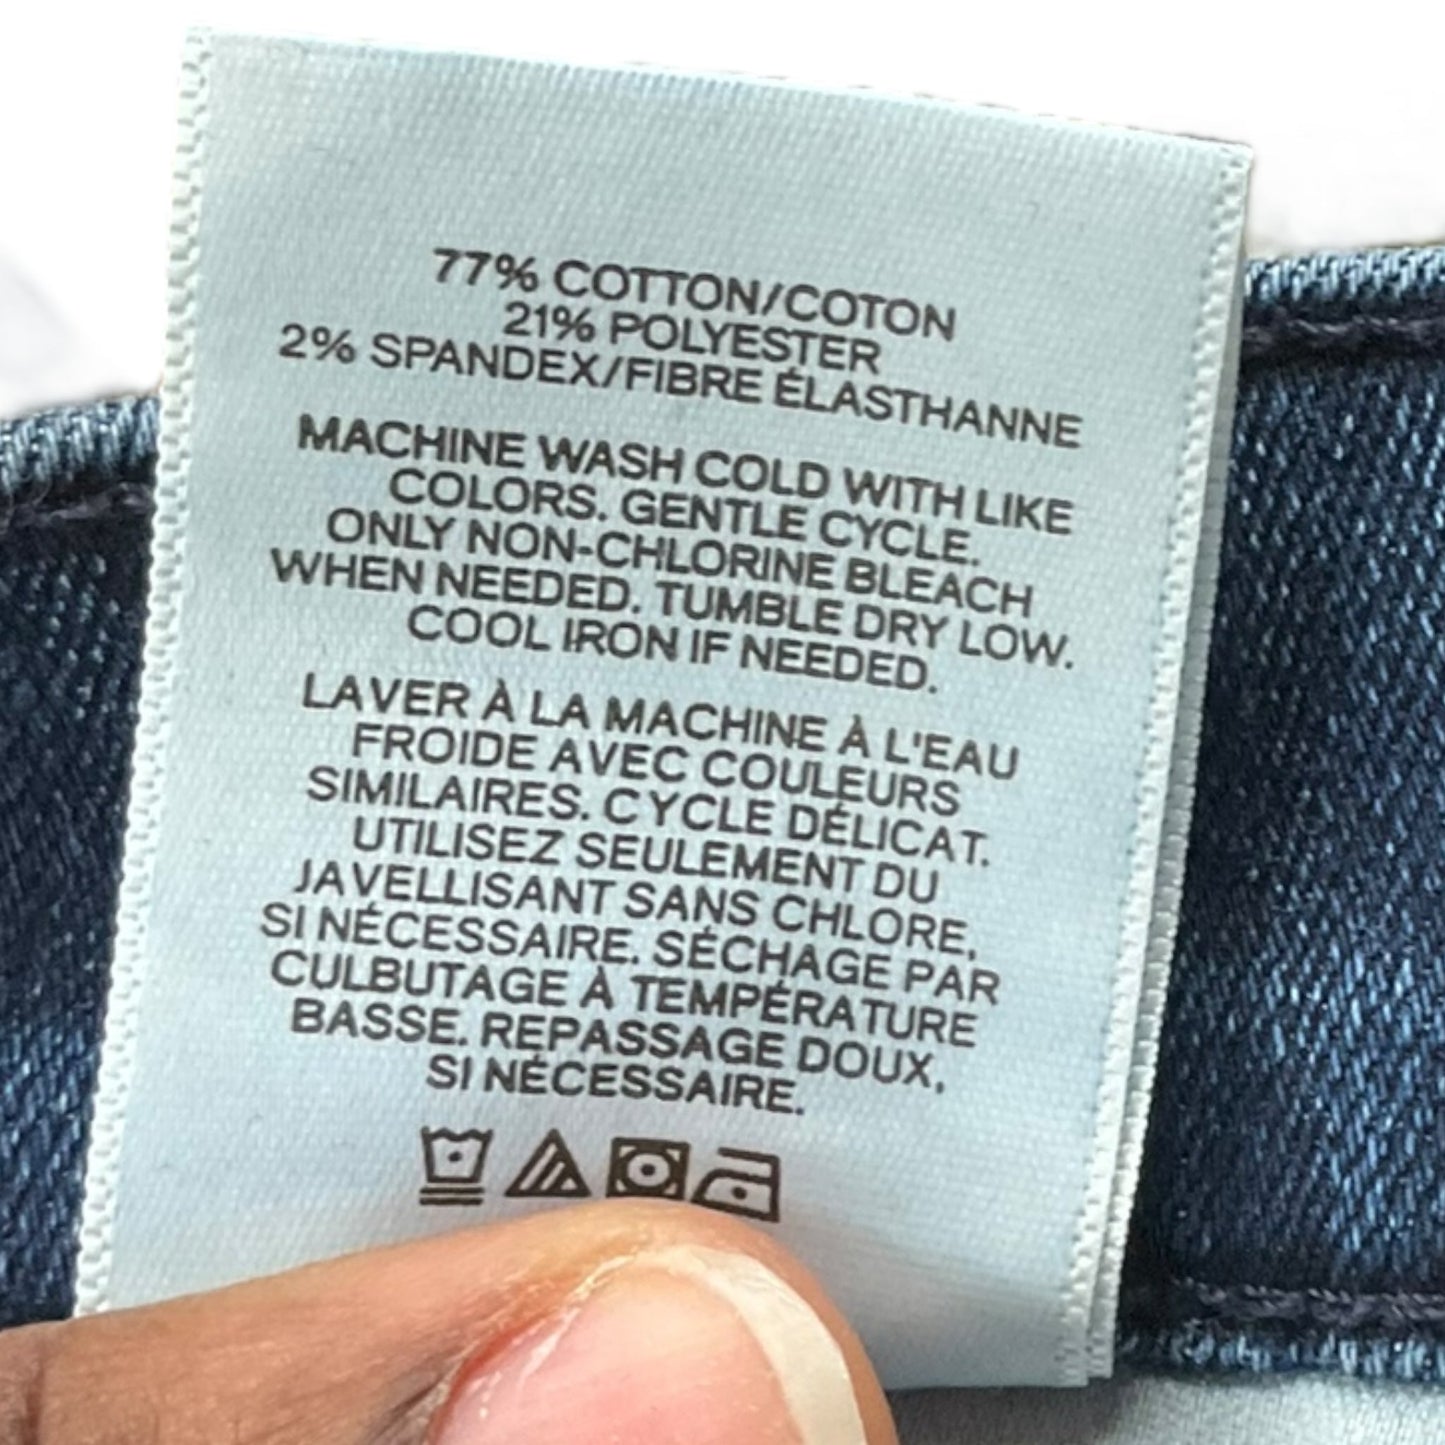 77% COTTON/COTON
21% POLYESTER
2% SPANDEX/FIBRE ÉLASTHANNE
MACHINE WASH COLD WITH LIKE
COLORS. GENTLE CYCLE.
ONLY NON-CHLORINE BLEACH
WHEN NEEDED. TUMBLE DRY LOW.
COOL IRON IF NEEDED.
LAVER À LA MACHINE À L'EAU
FROIDE AVEC COULEURS
SIMILAIRES. CYCLE DÉLICAT.
UTILISEZ SEULEMENT DU
JAVELLISANT SANS CHLORE,
SI NÉCESSAIRE. SÉCHAGE PAR
CULBUTAGE À TEMPÉRATURE
BASSE. REPASSAGE DOUX,
SI NÉCESSAIRE.